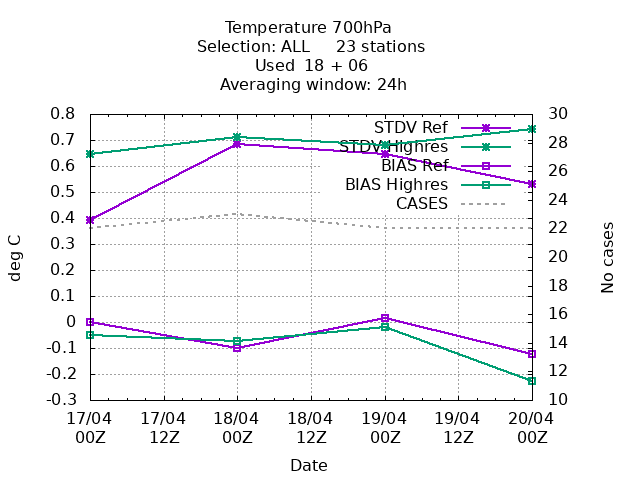 Temperature 700hPa
Selection: ALL     23 stations
Used  18 + 06
Averaging window: 24h
0.8
0.7
0.6
0.5
0.4
0.3
0.2
0.1
0
-0.1
-0.2
-0.3
deg C
30
28
26
24
22
20
18
16
14
12
10
No cases
STDV Ref
STDV Highres
BIAS Ref
BIAS Highres
CASES
17/04 17/04 18/04 18/04 19/04 19/04 20/04
00Z 12Z 00Z 12Z 00Z 12Z 00Z
Date